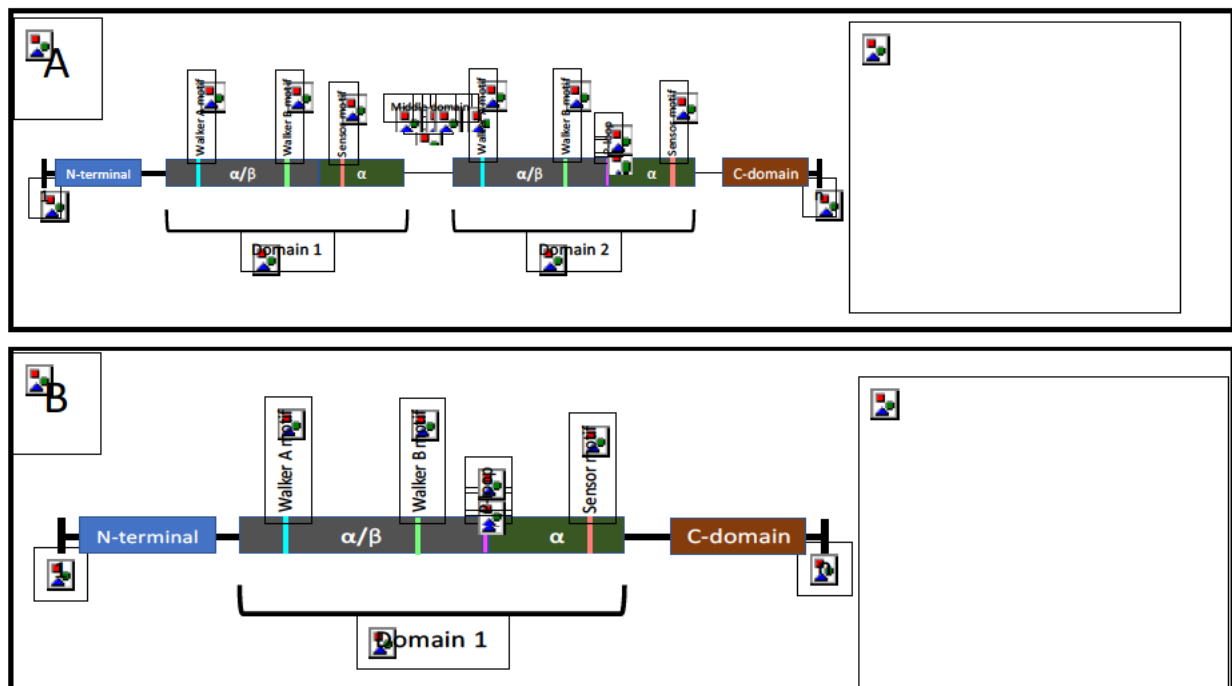 A
Walker A motif
Walker B motif
Sensor motif
Middle domain
Walker A motif
Walker B motif
Sensor motif
N-terminal
α/β
α
α/β
α
C-domain
1
n
Domain 1
Domain 2
B
Walker A motif
Walker B motif
Sensor motif
N-terminal
α/β
α
C-domain
Domain 1